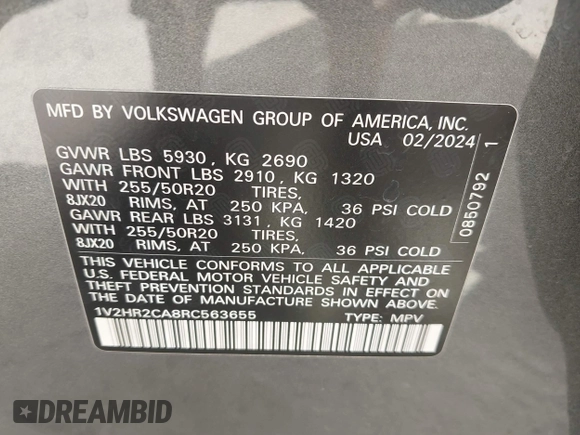 MFD BY VOLKSWAGEN GROUP OF AMERICA, INC.
USA 02/2024
GVWR LBS 5930 , KG 2690
GAWR FRONT LBS 2910 , KG 1320
WITH 255/50R20 TIRES,
8JX20 RIMS, AT 250 KPA, 36 PSI COLD
GAWR REAR LBS 3131 , KG 1420
WITH 255/50R20 TIRES,
8JX20 RIMS, AT 250 KPA, 36 PSI COLD
THIS VEHICLE CONFORMS TO ALL APPLICABLE
U.S. FEDERAL MOTOR VEHICLE SAFETY AND
THEFT PREVENTION STANDARDS IN EFFECT ON
THE DATE OF MANUFACTURE SHOWN ABOVE.
1V2HR2CA8RC563655 TYPE: MPV
0850792 1
DREAMBID